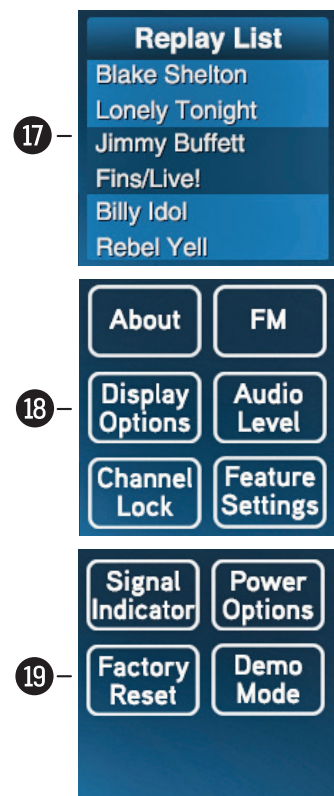 Replay List
Blake Shelton
Lonely Tonight
17
Jimmy Buffett
Fins/Live!
Billy Idol
Rebel Yell
About
FM
18
Display
Options
Audio
Level
Channel
Lock
Feature
Settings
Signal
Indicator
Power
Options
19
Factory
Reset
Demo
Mode